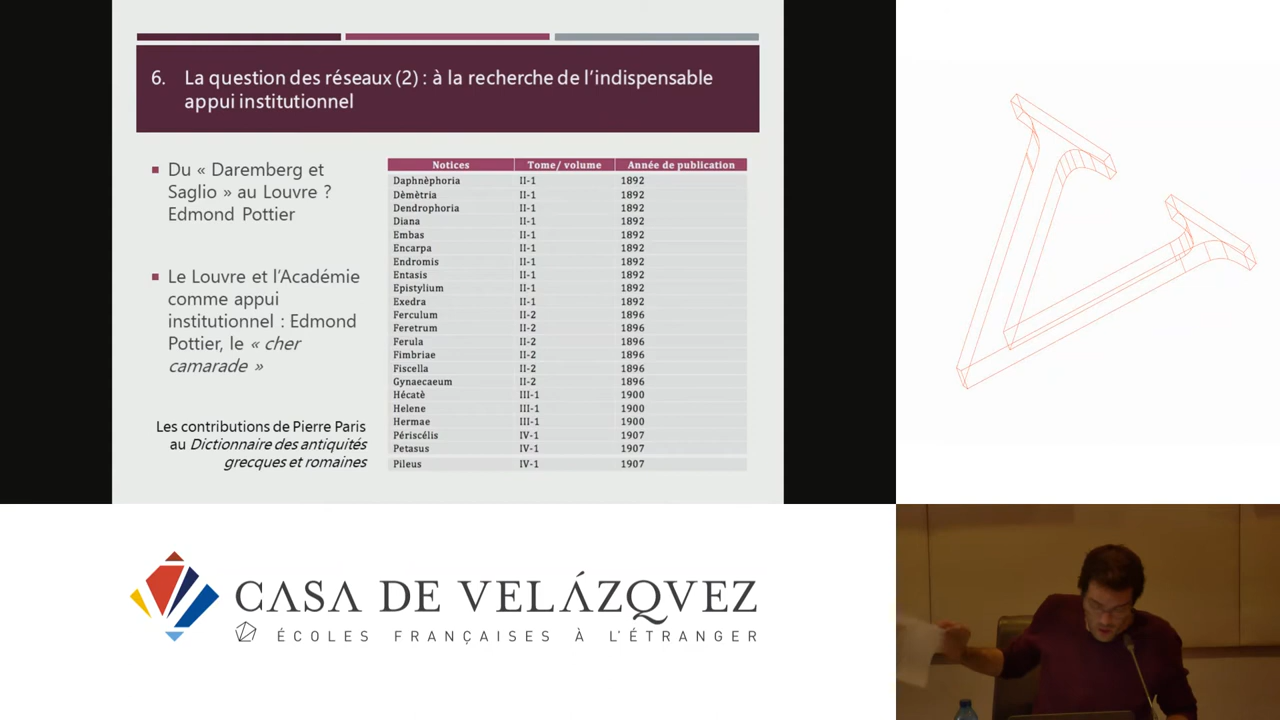 6. La question des réseaux (2) : à la recherche de l'indispensable
appui institutionnel
▪ Du « Daremberg et
Saglio » au Louvre ?
Edmond Pottier
▪ Le Louvre et l'Académie
comme appui
institutionnel : Edmond
Pottier, le « cher
camarade »
Les contributions de Pierre Paris
au Dictionnaire des antiquités
grecques et romaines
Notices Tome/ volume Année de publication
Daphnèphoria II-1 1892
Dèmètria II-1 1892
Dendrophoria II-1 1892
Diana II-1 1892
Embas II-1 1892
Encarpa II-1 1892
Endromis II-1 1892
Entasis II-1 1892
Epistylium II-1 1892
Exedra II-1 1892
Ferculum II-2 1896
Feretrum II-2 1896
Ferula II-2 1896
Fimbriae II-2 1896
Fiscella II-2 1896
Gynaecaeum II-2 1896
Hécatè III-1 1900
Helene III-1 1900
Hermae III-1 1900
Périscélis IV-1 1907
Petasus IV-1 1907
Pileus IV-1 1907
CASA DE VELÁZQVEZ
ÉCOLES FRANÇAISES À L'ÉTRANGER